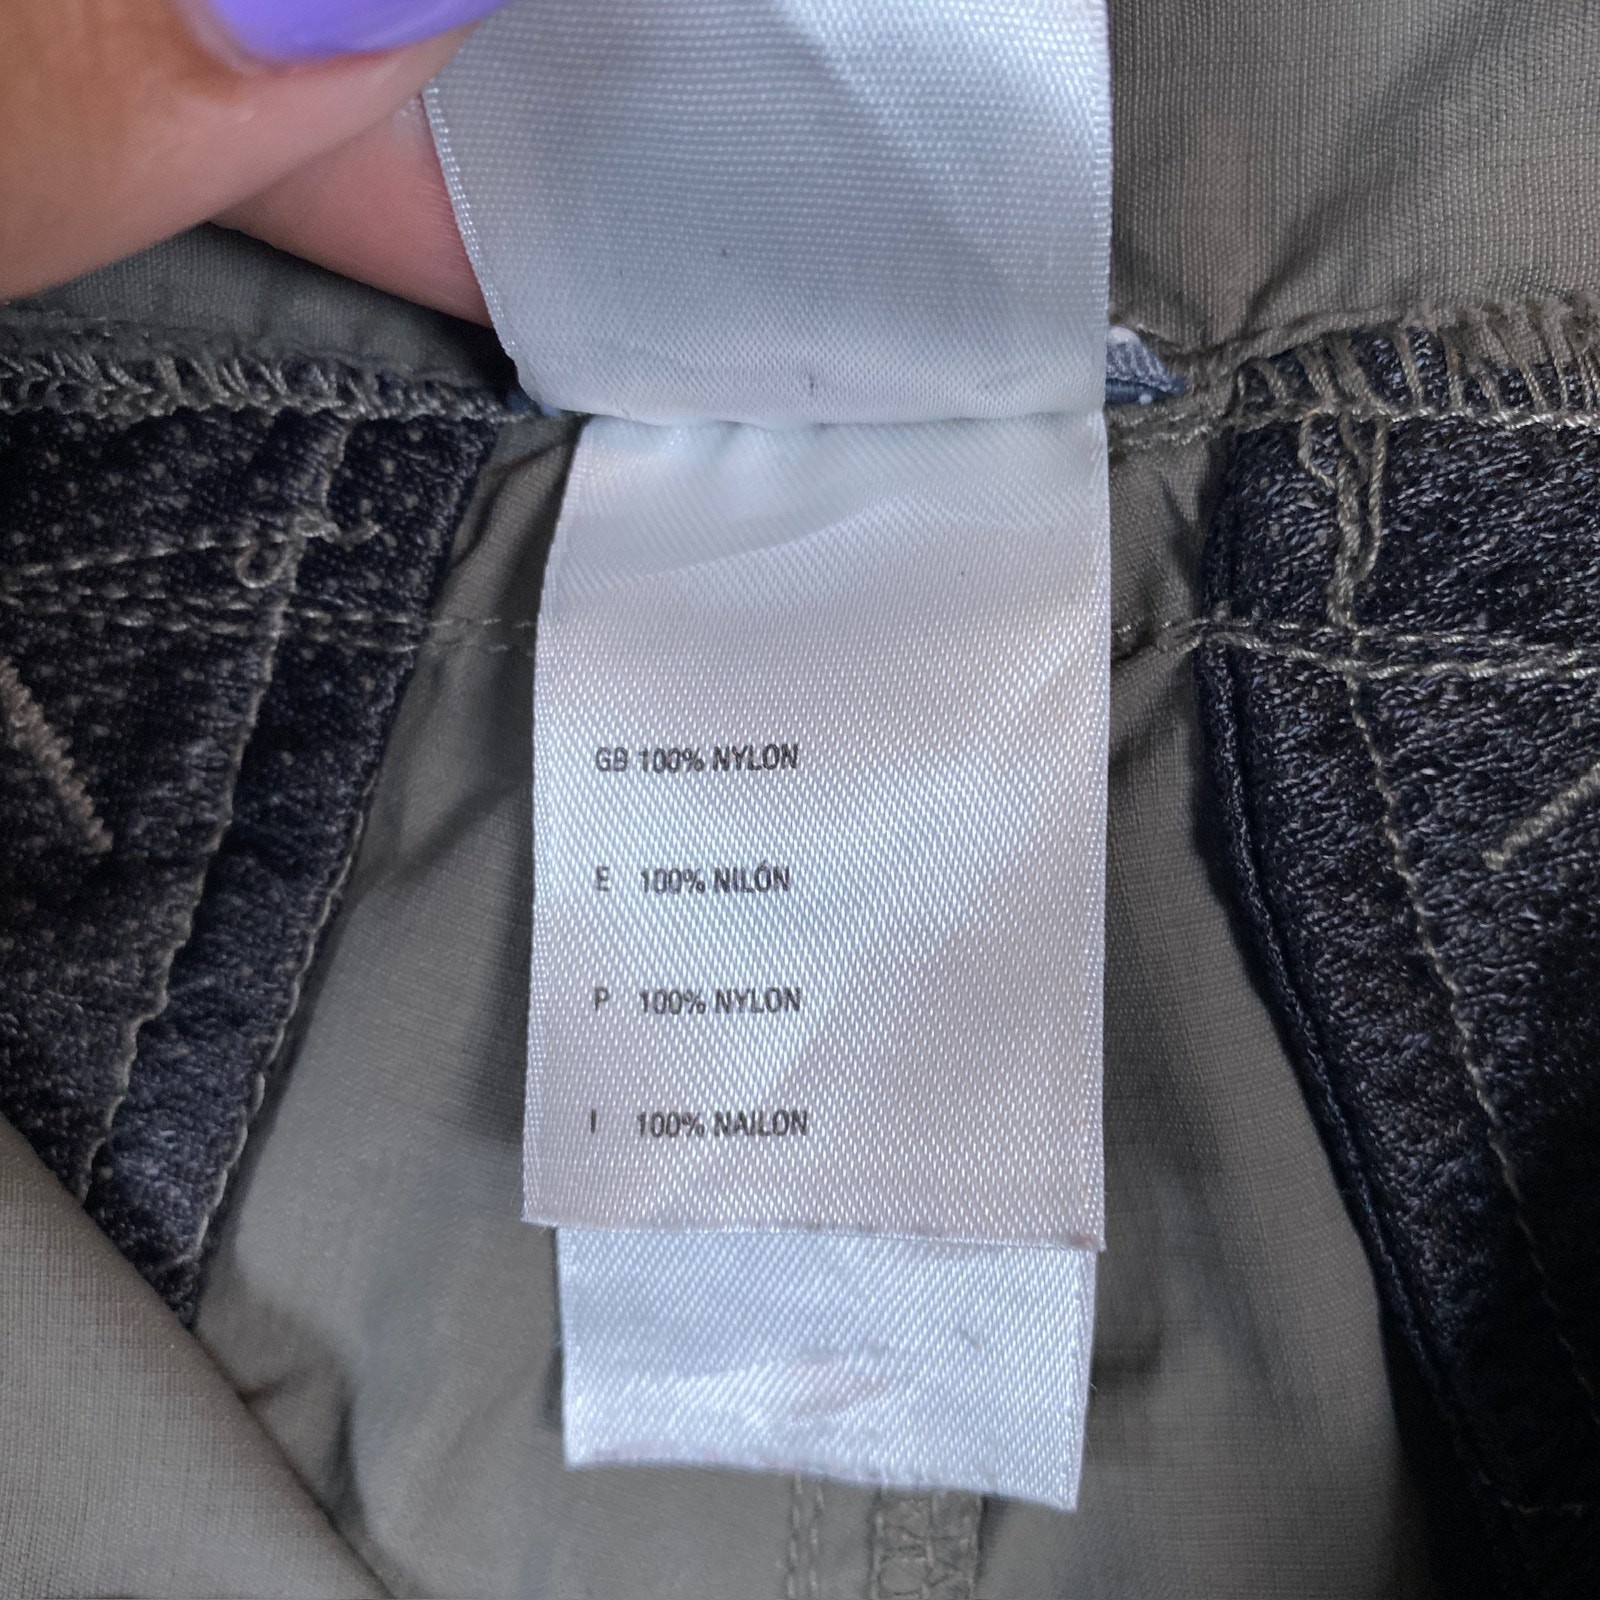 GB 100% NYLON
E 100% NILÓN
P 100% NYLON
I 100% NAILON